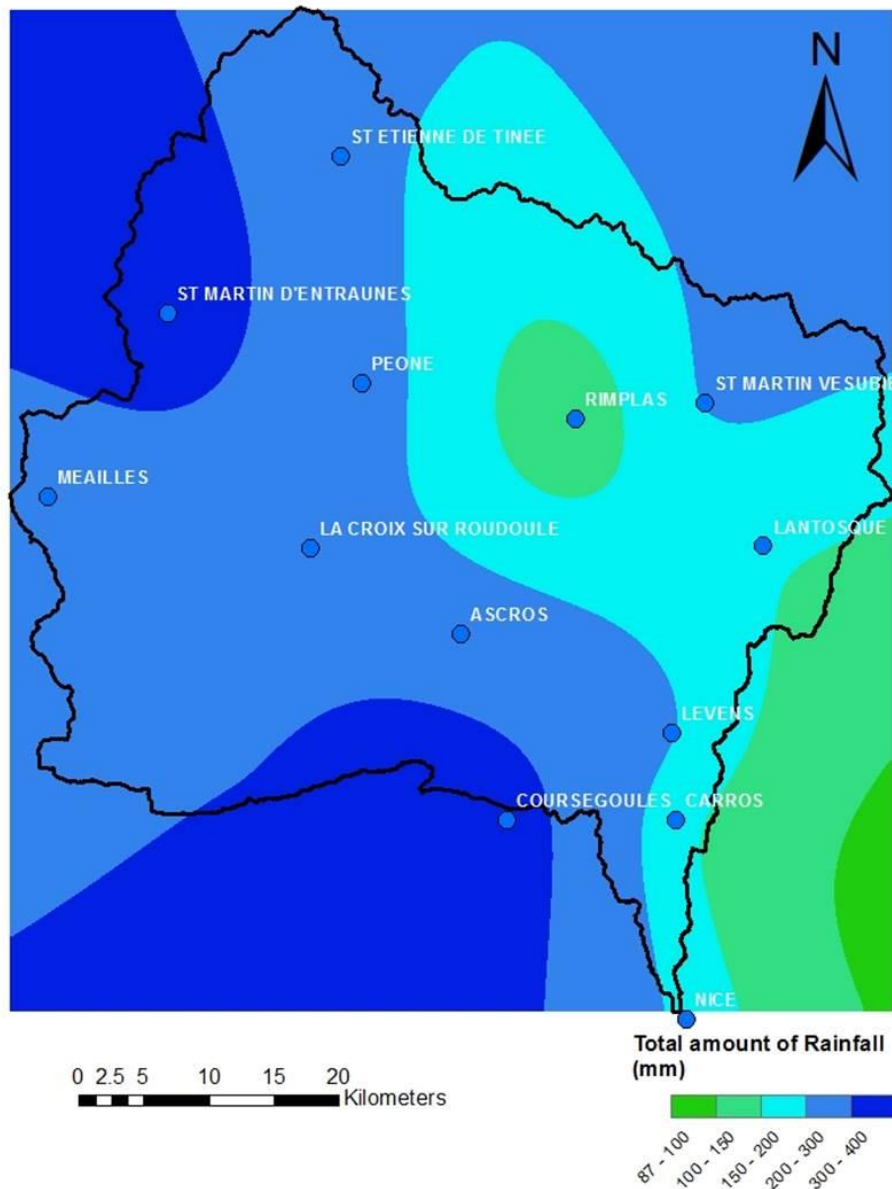 N
ST ETIENNE DE TINEE
ST MARTIN D'ENTRAUNES
PEONE
RIMPLAS
ST MARTIN VESUBIE
MEAILLES
LA CROIX SUR ROUDOULE
LANTOSQUE
ASCROS
LEVENS
COURSEGOULES
CARROS
NICE
Total amount of Rainfall
(mm)
0 2.5 5 10 15 20
Kilometers
87 - 100
100 - 150
150 - 200
200 - 300
300 - 400